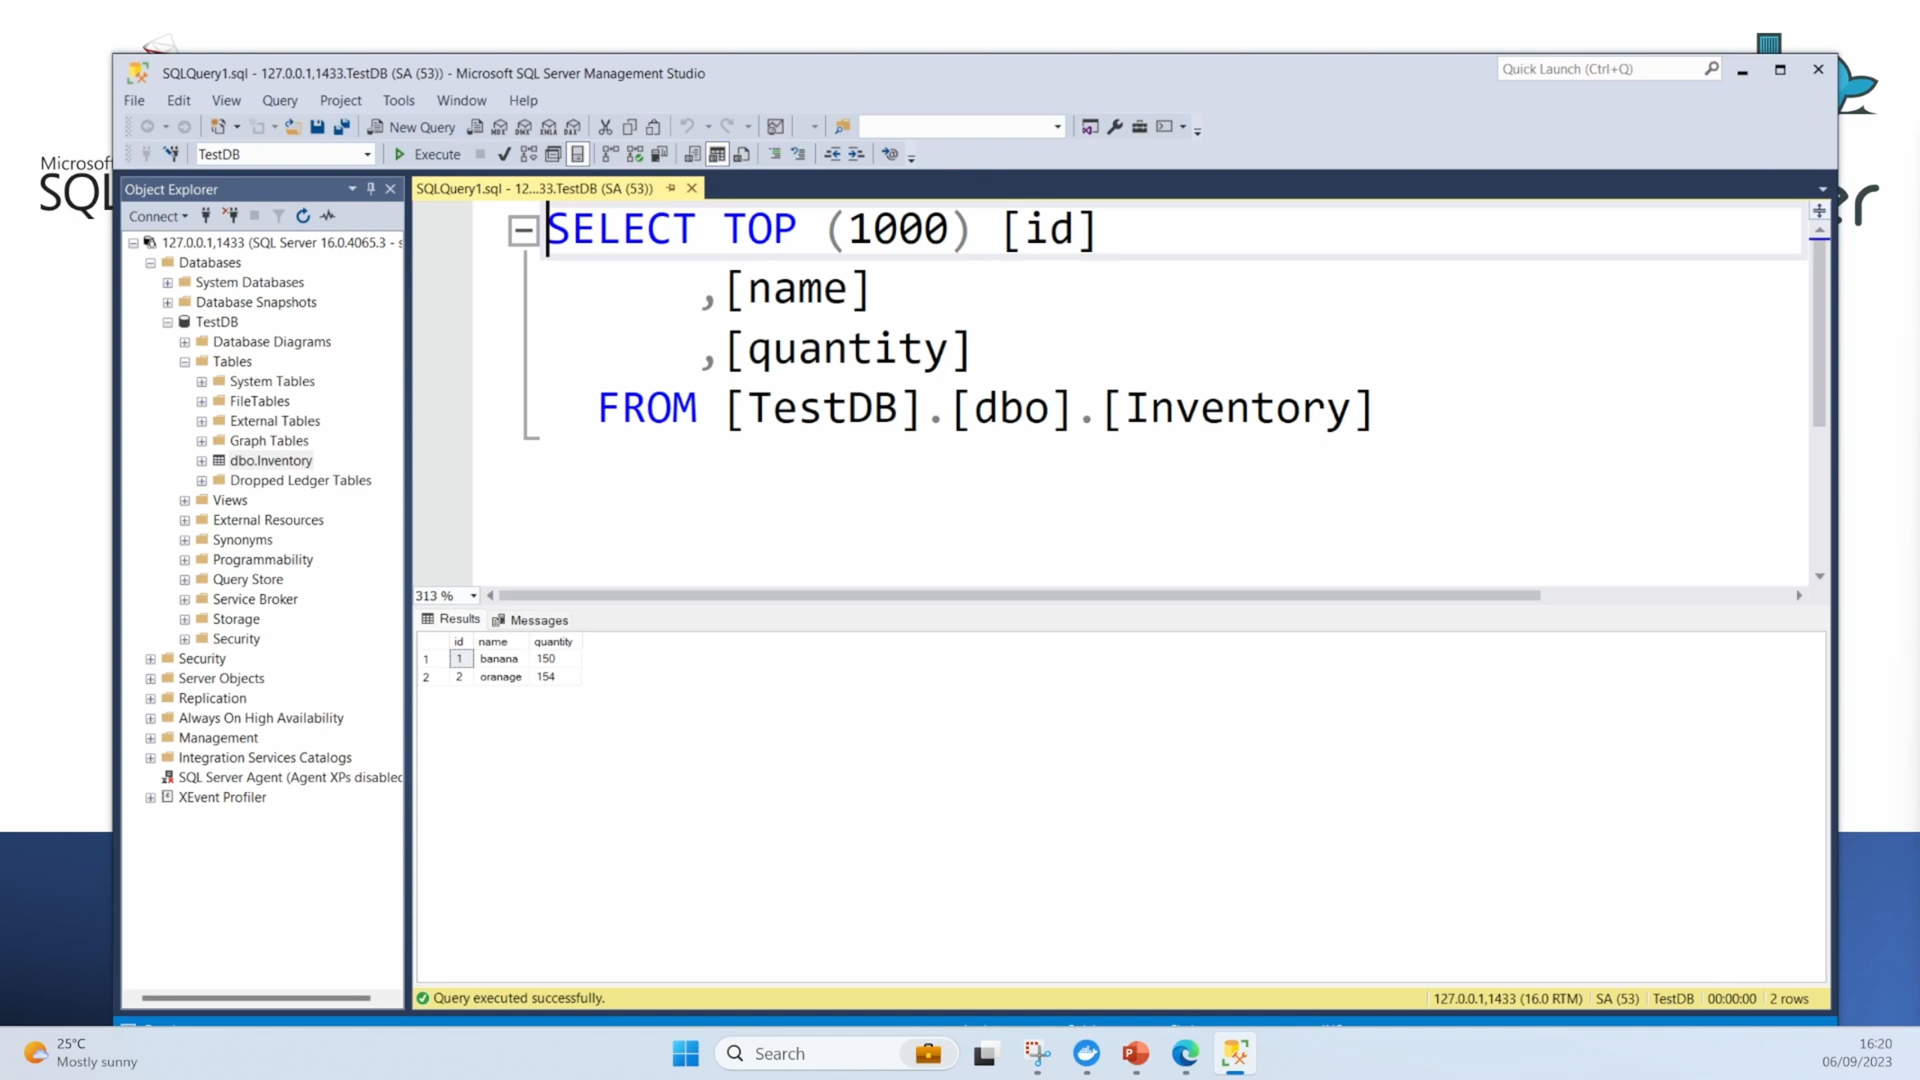 Microsoft
SQL
er
SQLQuery1.sql - 127.0.0.1,1433.TestDB (SA (53)) - Microsoft SQL Server Management Studio
Quick Launch (Ctrl+Q)
File Edit View Query Project Tools Window Help
New Query
TestDB
Execute
Object Explorer
Connect
127.0.0.1,1433 (SQL Server 16.0.4065.3 - s
Databases
System Databases
Database Snapshots
TestDB
Database Diagrams
Tables
System Tables
FileTables
External Tables
Graph Tables
dbo.Inventory
Dropped Ledger Tables
Views
External Resources
Synonyms
Programmability
Query Store
Service Broker
Storage
Security
Security
Server Objects
Replication
Always On High Availability
Management
Integration Services Catalogs
SQL Server Agent (Agent XPs disabled
XEvent Profiler
SQLQuery1.sql - 12...33.TestDB (SA (53))
SELECT TOP (1000) [id]
,[name]
,[quantity]
FROM [TestDB].[dbo].[Inventory]
313 %
Results Messages
id name quantity
1 1 banana 150
2 2 oranage 154
Query executed successfully.
127.0.0.1,1433 (16.0 RTM) SA (53) TestDB 00:00:00 2 rows
25°C
Mostly sunny
Search
16:20
06/09/2023